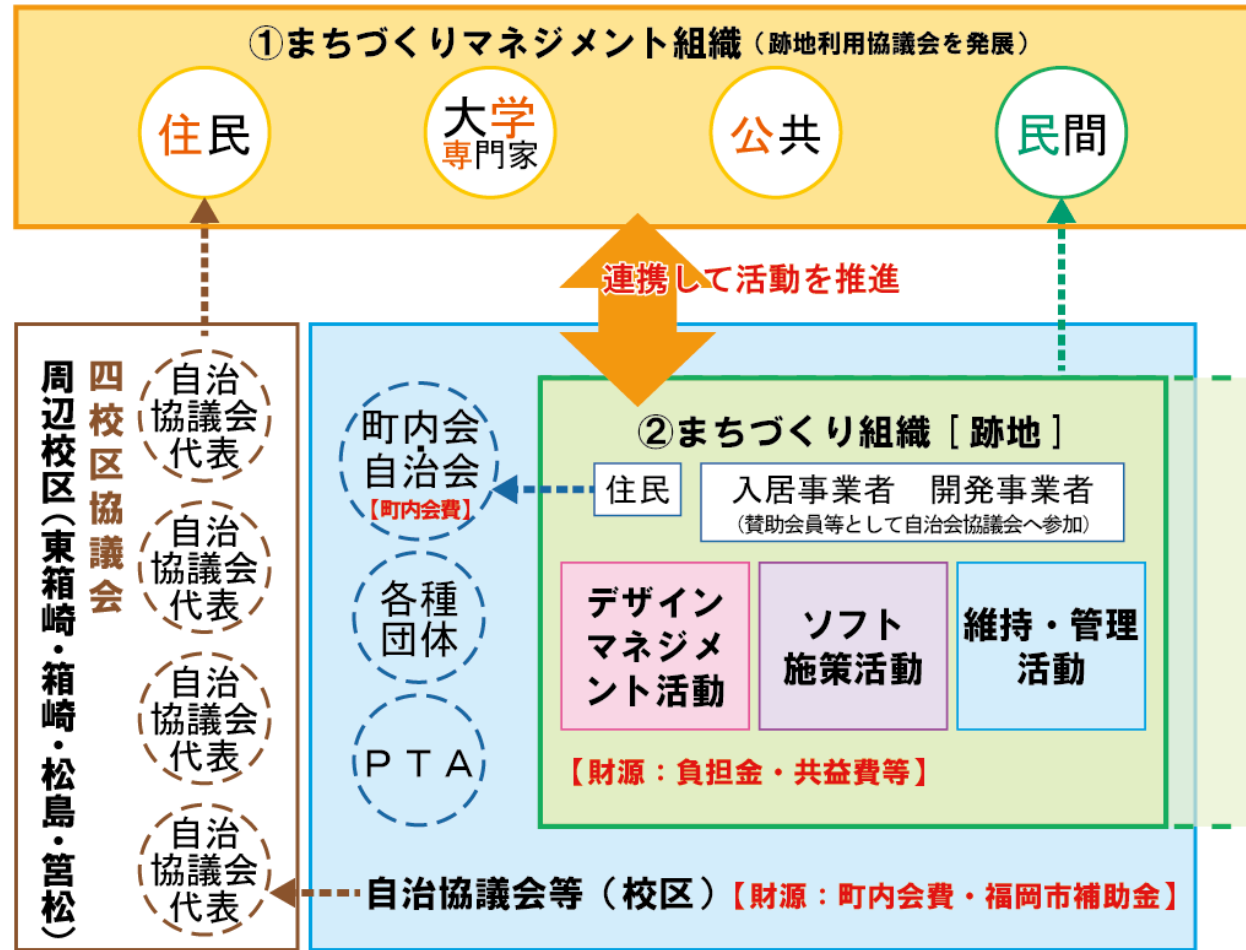 ①まちづくりマネジメント組織（跡地利用協議会を発展）
住民
大学
専門家
公共
民間
連携して活動を推進
周辺校区（東箱崎・箱崎・松島・筥松）
四校区協議会
自治
協議会
代表
自治
協議会
代表
自治
協議会
代表
自治
協議会
代表
町内会・
自治会
【町内会費】
各種
団体
ＰＴＡ
②まちづくり組織［跡地］
住民
入居事業者　開発事業者
（賛助会員等として自治会協議会へ参加）
デザイン
マネジメ
ント活動
ソフト
施策活動
維持・管理
活動
【財源：負担金・共益費等】
自治協議会等（校区）【財源：町内会費・福岡市補助金】